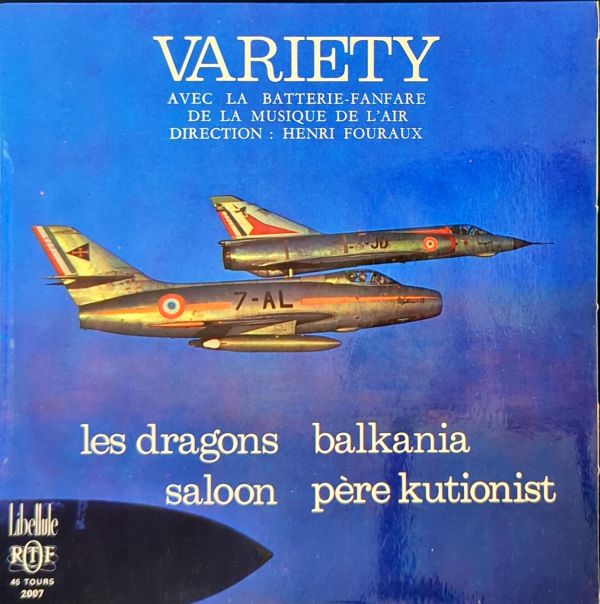 VARIETY
AVEC LA BATTERIE-FANFARE
DE LA MUSIQUE DE L'AIR
DIRECTION : HENRI FOURAUX
7-AL
les dragons
saloon
balkania
père kutionist
Libellule
RTF
45 TOURS
2007